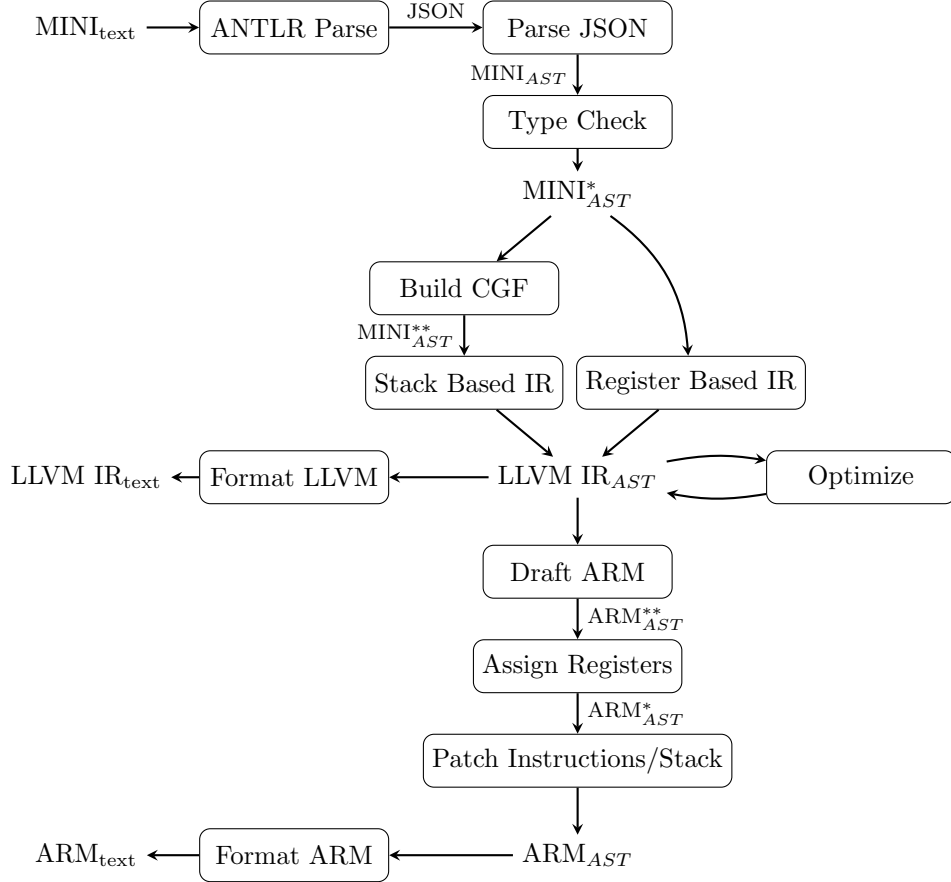 JSON
MINI_text ANTLR Parse Parse JSON
MINI_AST
Type Check
MINI*_AST
Build CGF
MINI**_AST
Stack Based IR Register Based IR
LLVM IR_text Format LLVM LLVM IR_AST Optimize
Draft ARM
ARM**_AST
Assign Registers
ARM*_AST
Patch Instructions/Stack
ARM_text Format ARM ARM_AST